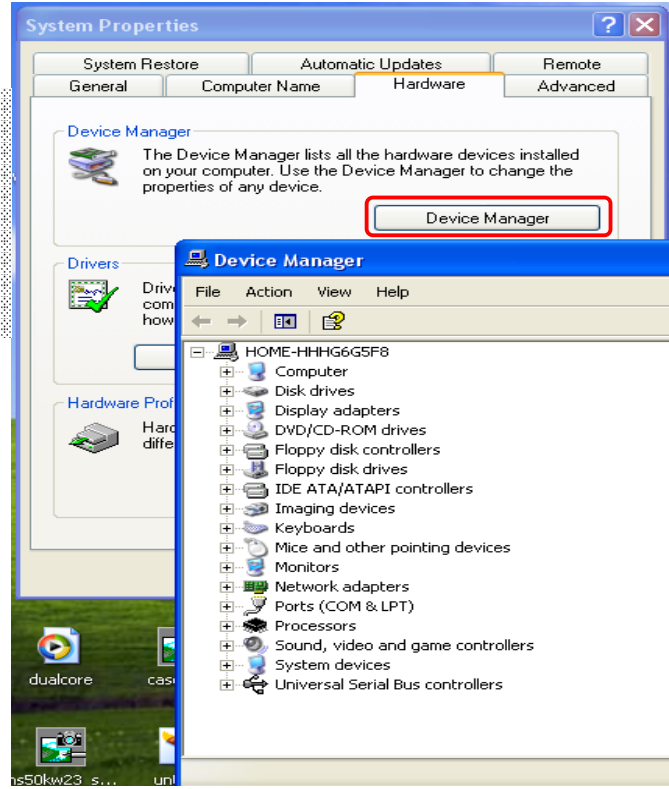 System Properties
System Restore Automatic Updates Remote
General Computer Name Hardware Advanced
Device Manager
The Device Manager lists all the hardware devices installed
on your computer. Use the Device Manager to change the
properties of any device.
Device Manager
Drivers
com
how
Hardware Prof
diffe
Device Manager
File Action View Help
HOME-HHHG6G5F8
Computer
Disk drives
Display adapters
DVD/CD-ROM drives
Floppy disk controllers
Floppy disk drives
IDE ATA/ATAPI controllers
Imaging devices
Keyboards
Mice and other pointing devices
Monitors
Network adapters
Ports (COM & LPT)
Processors
Sound, video and game controllers
System devices
Universal Serial Bus controllers
dualcore